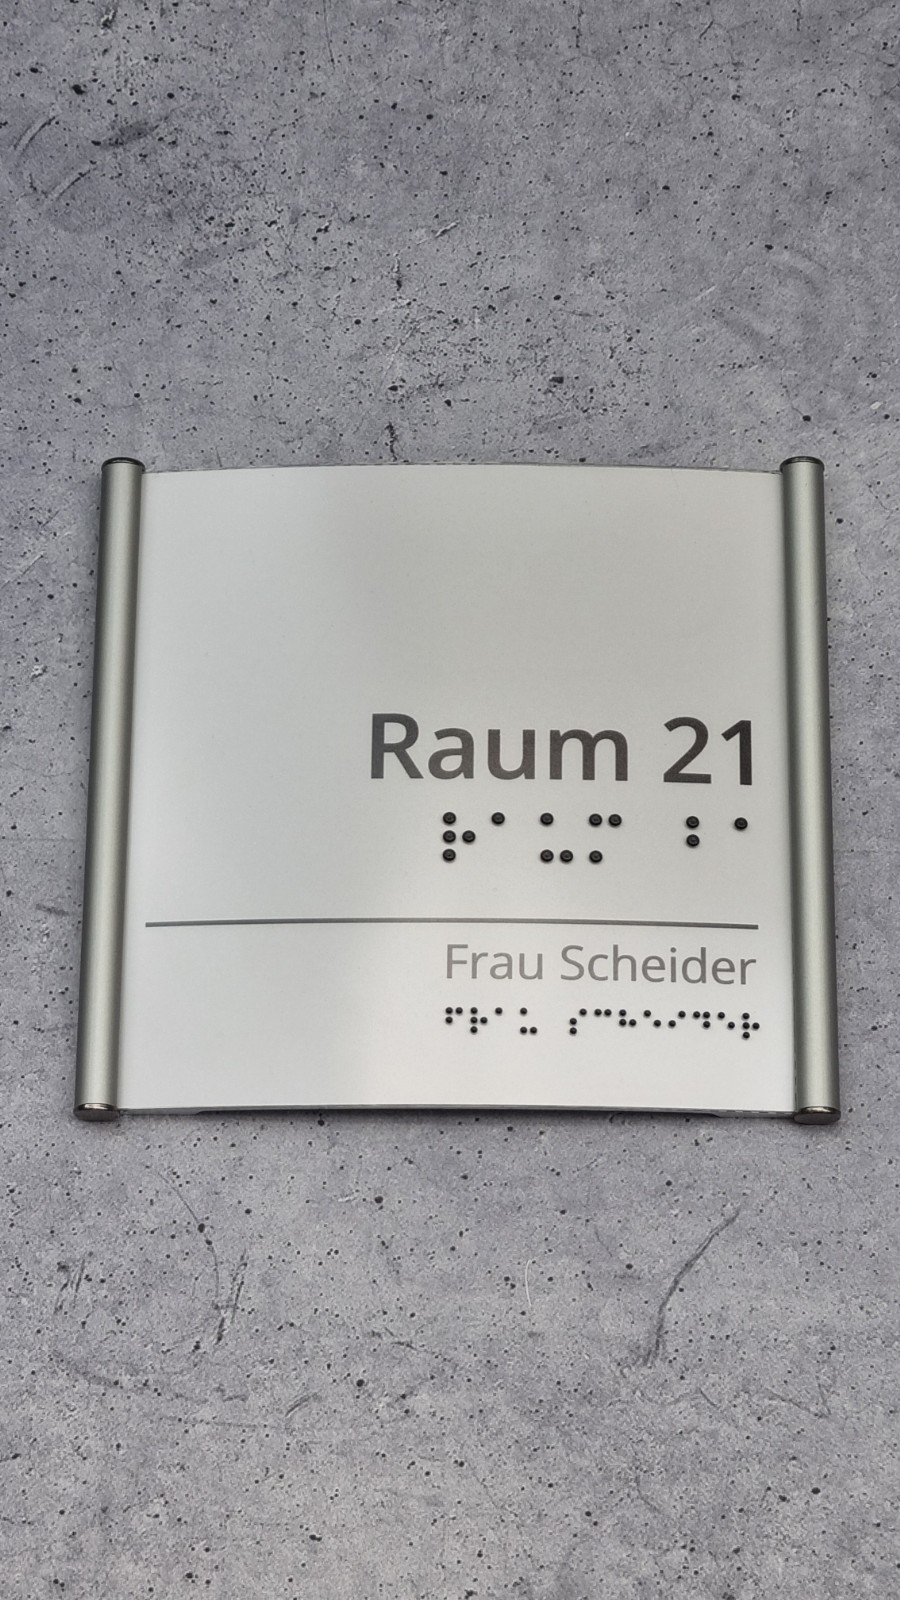 Raum 21
⠗⠁⠥⠍ ⠃⠁
Frau Scheider
⠋⠗⠁⠥ ⠎⠉⠓⠑⠊⠙⠑⠗